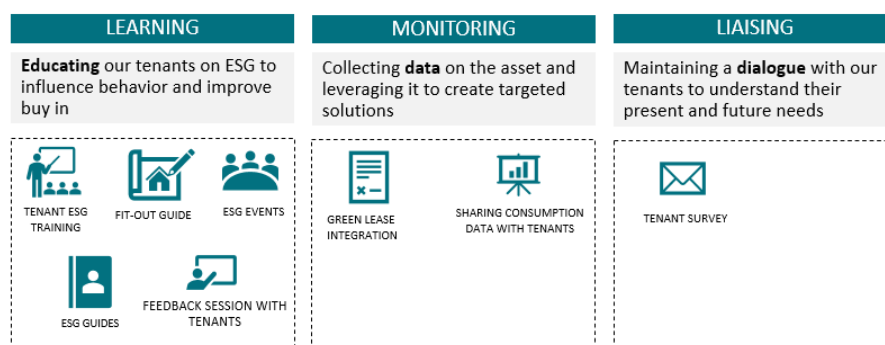 LEARNING
Educating our tenants on ESG to
influence behavior and improve
buy in
TENANT ESG
TRAINING
FIT-OUT GUIDE
ESG EVENTS
ESG GUIDES
FEEDBACK SESSION WITH
TENANTS
MONITORING
Collecting data on the asset and
leveraging it to create targeted
solutions
GREEN LEASE
INTEGRATION
SHARING CONSUMPTION
DATA WITH TENANTS
LIAISING
Maintaining a dialogue with our
tenants to understand their
present and future needs
TENANT SURVEY